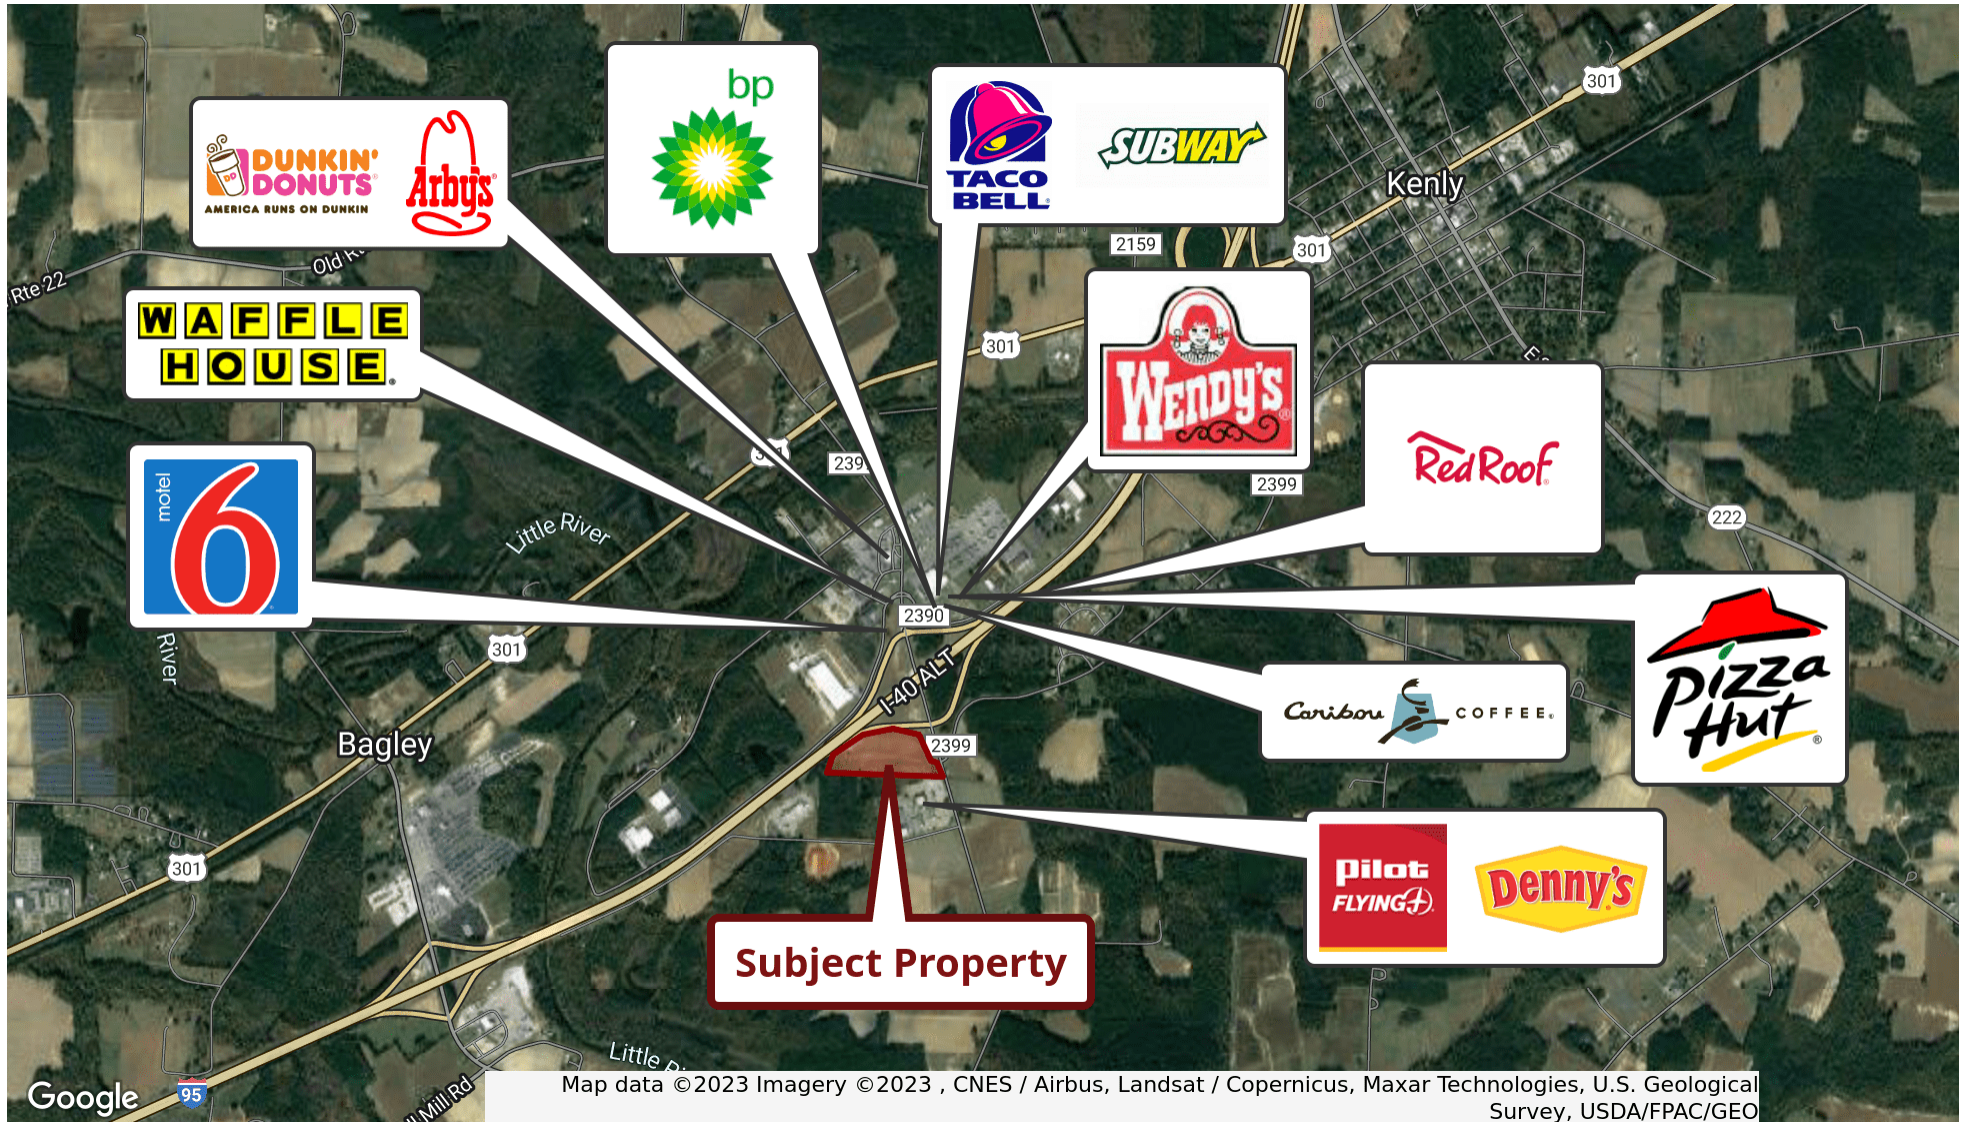 bp
DUNKIN'
DONUTS
AMERICA RUNS ON DUNKIN
DD
Arby's
TACO
BELL
SUBWAY
301
Kenly
2159
301
Old
Rte 22
WAFFLE
HOUSE
301
WENDY'S
motel
6
RedRoof
2399
222
Little River
2390
301
River
I-40 ALT
Caribou COFFEE
Pizza
Hut
Bagley
2399
301
Pilot
FLYING J
Denny's
Subject Property
Little
95
Mill Rd
Google
Map data ©2023 Imagery ©2023 , CNES / Airbus, Landsat / Copernicus, Maxar Technologies, U.S. Geological
Survey, USDA/FPAC/GEO